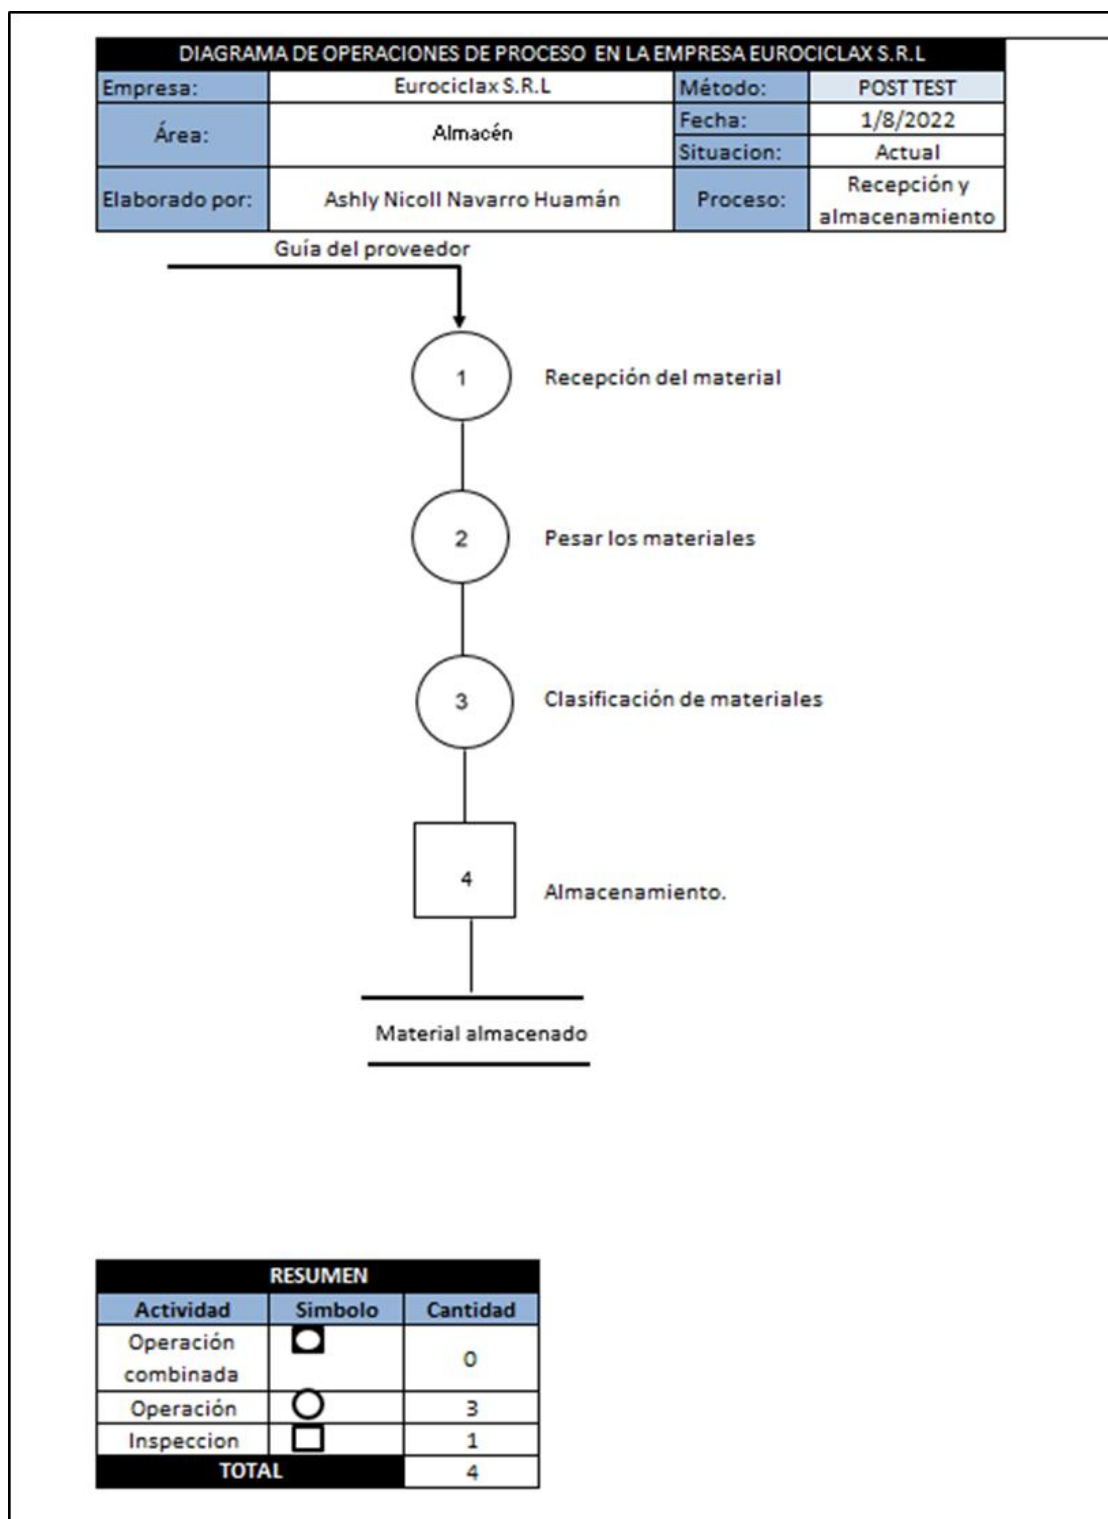 DIAGRAMA DE OPERACIONES DE PROCESO EN LA EMPRESA EUROCICLAX S.R.L
Empresa: Eurociclax S.R.L Método: POST TEST
Área: Almacén Fecha: 1/8/2022
Situacion: Actual
Elaborado por: Ashly Nicoll Navarro Huamán Proceso: Recepción y
almacenamiento
Guía del proveedor
1 Recepción del material
2 Pesar los materiales
3 Clasificación de materiales
4 Almacenamiento.
Material almacenado
RESUMEN
Actividad Simbolo Cantidad
Operación
combinada 0
Operación 3
Inspeccion 1
TOTAL 4